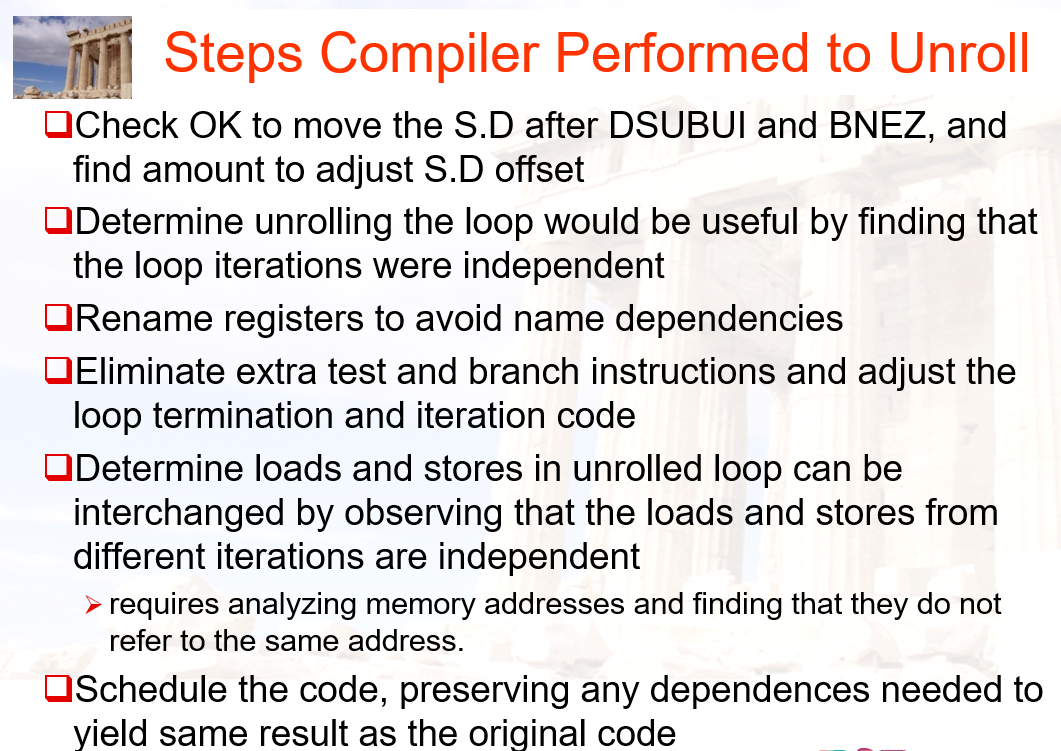 Steps Compiler Performed to Unroll
Check OK to move the S.D after DSUBUI and BNEZ, and
find amount to adjust S.D offset
Determine unrolling the loop would be useful by finding that
the loop iterations were independent
Rename registers to avoid name dependencies
Eliminate extra test and branch instructions and adjust the
loop termination and iteration code
Determine loads and stores in unrolled loop can be
interchanged by observing that the loads and stores from
different iterations are independent
requires analyzing memory addresses and finding that they do not
refer to the same address.
Schedule the code, preserving any dependences needed to
yield same result as the original code